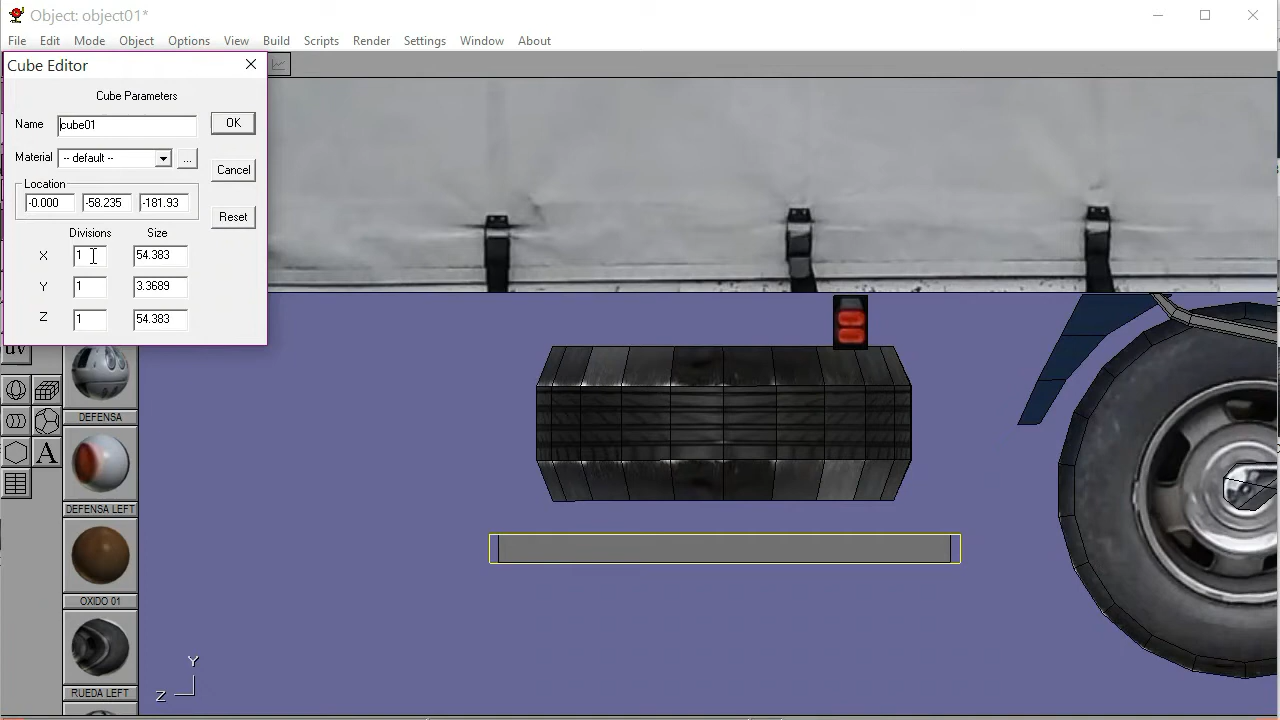 Object: object01*
File Edit Mode Object Options View Build Scripts Render Settings Window About
Cube Editor
Cube Parameters
Name cube01 OK
Material -- default -- ...
Cancel
Location
-0.000 -58.235 -181.93
Reset
Divisions Size
X 1 54.383
Y 1 3.3689
Z 1 54.383
uv
DEFENSA
A
DEFENSA LEFT
OXIDO 01
RUEDA LEFT
Y
Z